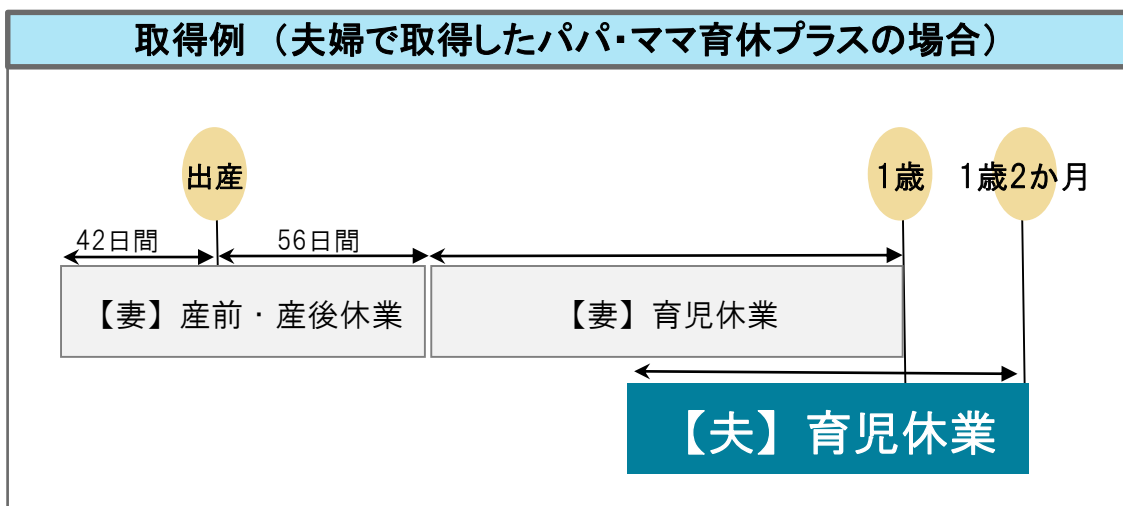 取得例 （夫婦で取得したパパ・ママ育休プラスの場合）
出産
1歳
1歳2か月
42日間
56日間
【妻】産前・産後休業
【妻】育児休業
【夫】育児休業